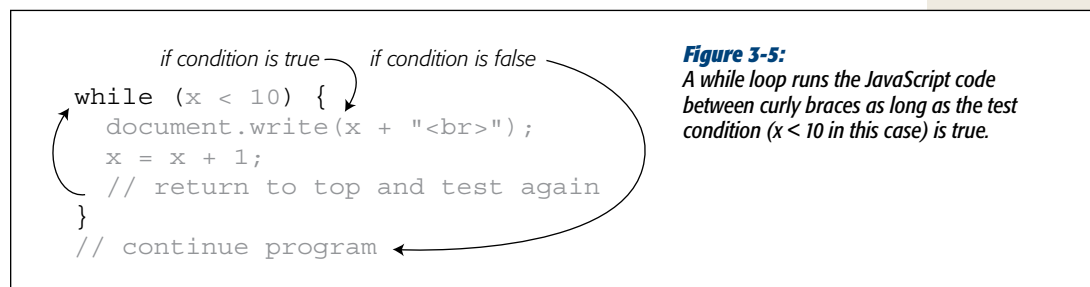 if condition is true if condition is false
while (x < 10) {
document.write(x + "<br>");
x = x + 1;
// return to top and test again
}
// continue program
Figure 3-5:
A while loop runs the JavaScript code
between curly braces as long as the test
condition (x < 10 in this case) is true.